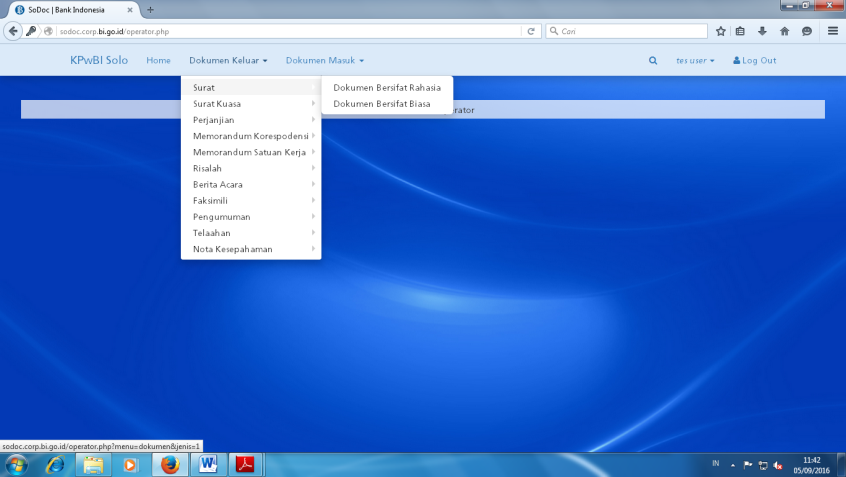 SoDoc | Bank Indonesia
sodoc.corp.bi.go.id/operator.php
Cari
KPwBI Solo Home Dokumen Keluar Dokumen Masuk tes user Log Out
Surat
Surat Kuasa
Perjanjian
Memorandum Korespodensi
Memorandum Satuan Kerja
Risalah
Berita Acara
Faksimili
Pengumuman
Telaahan
Nota Kesepahaman
Dokumen Bersifat Rahasia
Dokumen Bersifat Biasa
rator
sodoc.corp.bi.go.id/operator.php?menu=dokumen&jenis=1
IN
11:42
05/09/2016